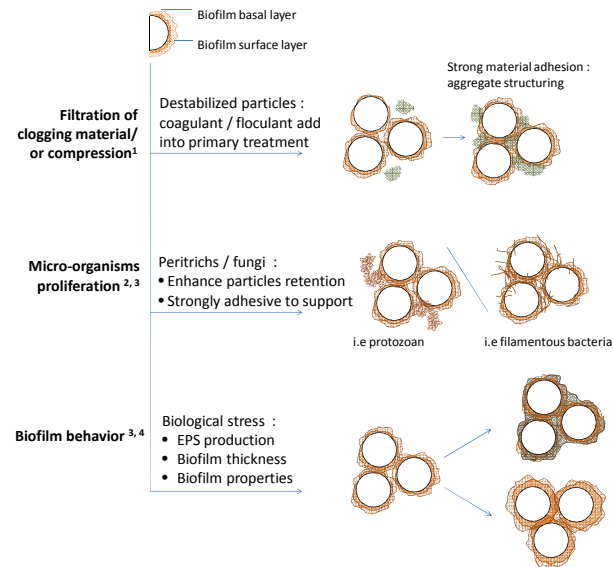 Biofilm basal layer
Biofilm surface layer
Filtration of
clogging material/
or compression¹
Destabilized particles :
coagulant / floculant add
into primary treatment
Strong material adhesion :
aggregate structuring
Micro-organisms
proliferation ²,³
Peritrichs / fungi :
• Enhance particles retention
• Strongly adhesive to support
i.e protozoan
i.e filamentous bacteria
Biofilm behavior ³,⁴
Biological stress :
• EPS production
• Biofilm thickness
• Biofilm properties